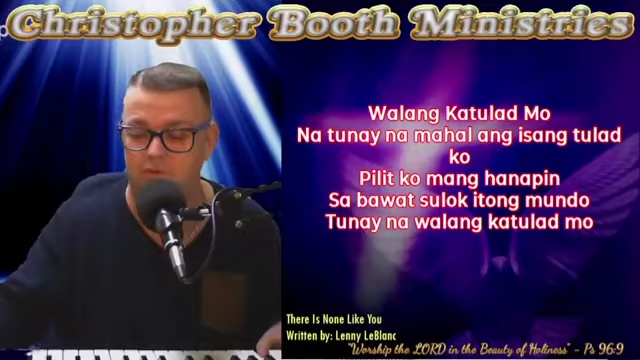 Christopher Booth Ministries
Walang Katulad Mo
Na tunay na mahal ang isang tulad
ko
Pilit ko mang hanapin
Sa bawat sulok itong mundo
Tunay na walang katulad mo
There Is None Like You
Written by: Lenny LeBlanc
"Worship the LORD in the Beauty of Holiness" - Ps 96:9